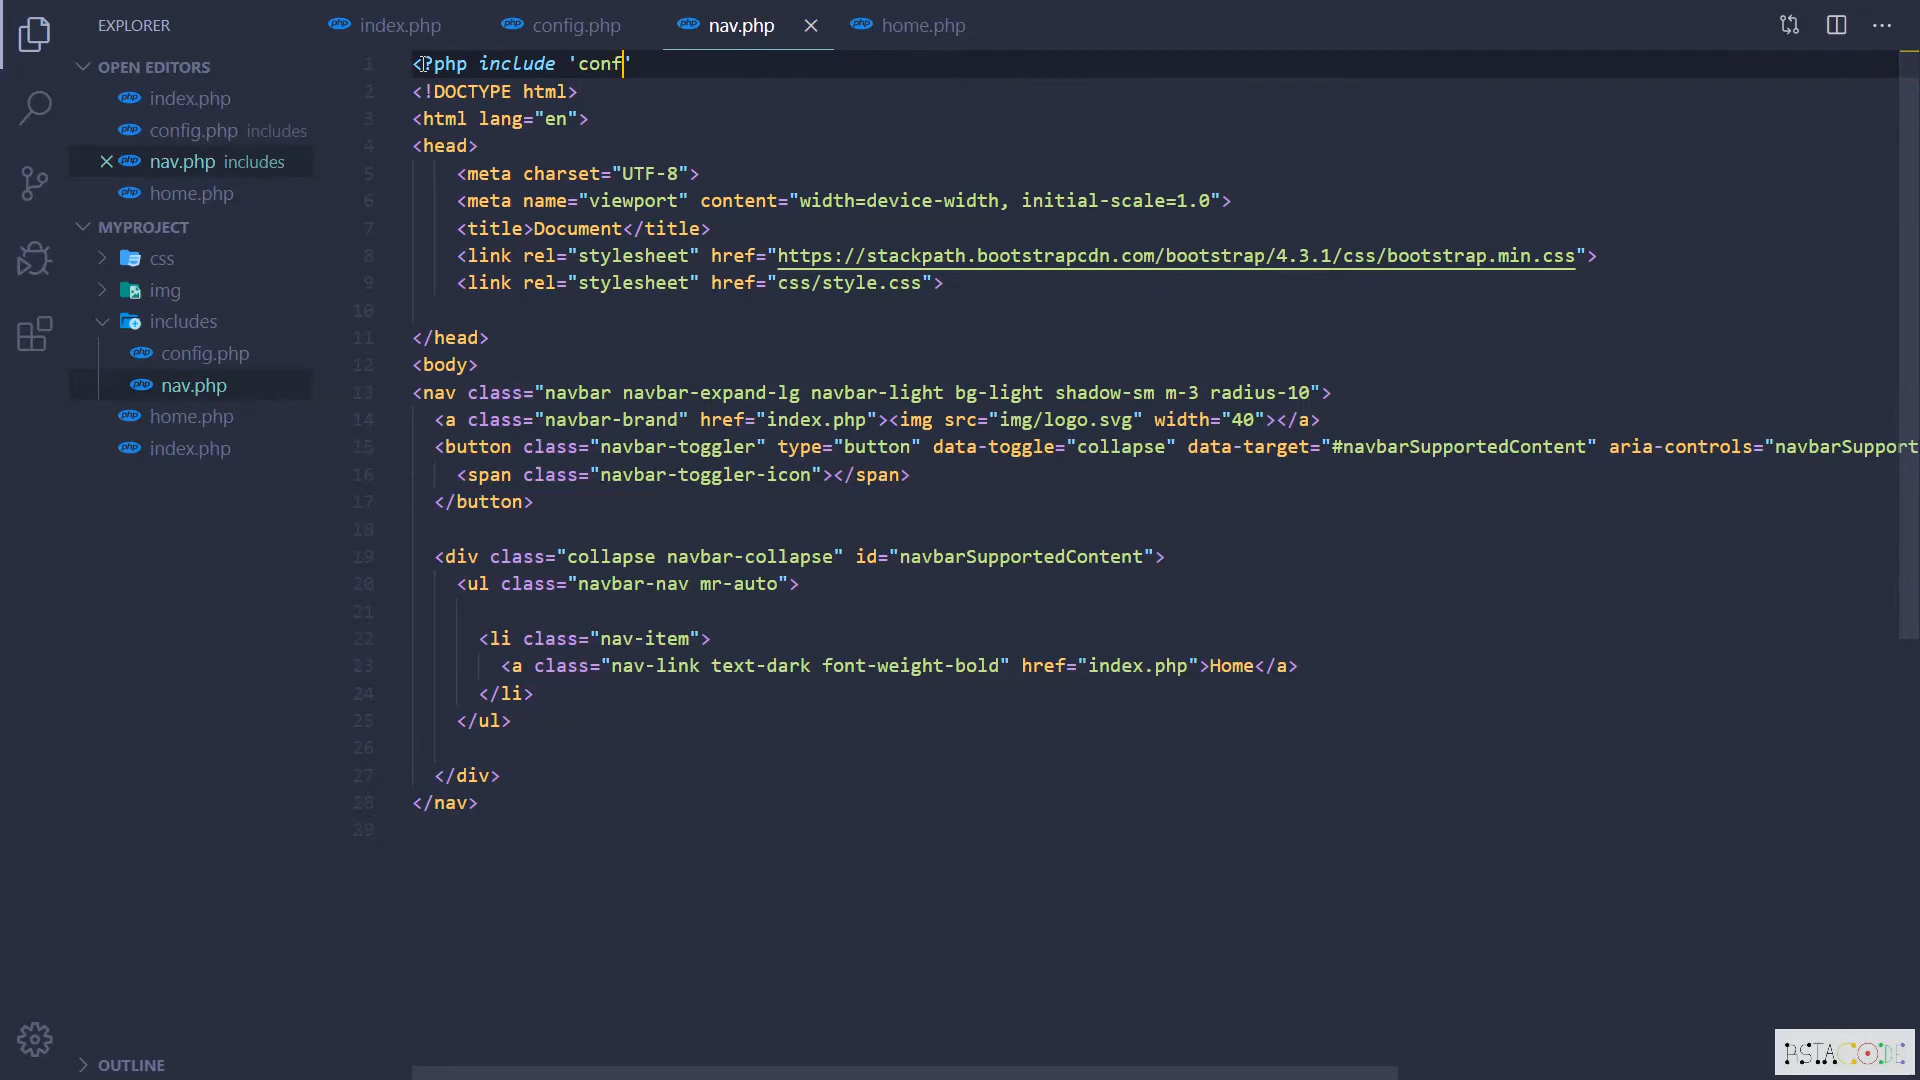 EXPLORER
OPEN EDITORS
index.php
config.php includes
nav.php includes
home.php
MYPROJECT
css
img
includes
config.php
nav.php
home.php
index.php
OUTLINE
index.php
config.php
nav.php
home.php
1 <?php include 'conf'
2 <!DOCTYPE html>
3 <html lang="en">
4 <head>
5 <meta charset="UTF-8">
6 <meta name="viewport" content="width=device-width, initial-scale=1.0">
7 <title>Document</title>
8 <link rel="stylesheet" href="https://stackpath.bootstrapcdn.com/bootstrap/4.3.1/css/bootstrap.min.css">
9 <link rel="stylesheet" href="css/style.css">
10
11 </head>
12 <body>
13 <nav class="navbar navbar-expand-lg navbar-light bg-light shadow-sm m-3 radius-10">
14 <a class="navbar-brand" href="index.php"><img src="img/logo.svg" width="40"></a>
15 <button class="navbar-toggler" type="button" data-toggle="collapse" data-target="#navbarSupportedContent" aria-controls="navbarSupport
16 <span class="navbar-toggler-icon"></span>
17 </button>
18
19 <div class="collapse navbar-collapse" id="navbarSupportedContent">
20 <ul class="navbar-nav mr-auto">
21
22 <li class="nav-item">
23 <a class="nav-link text-dark font-weight-bold" href="index.php">Home</a>
24 </li>
25 </ul>
26
27 </div>
28 </nav>
29
RSTACODE